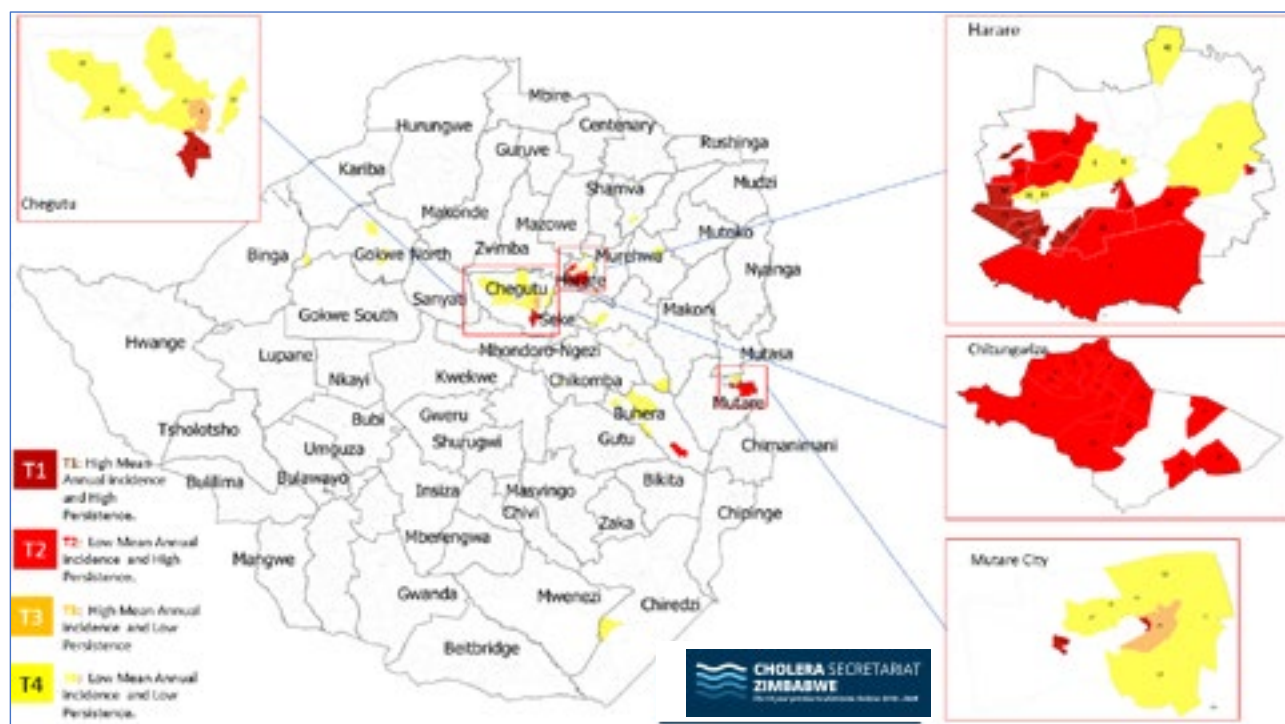 Chegutu
Harare
Chitungwiza
Mutare City
Mbire
Centenary
Hurungwe
Guruve
Rushinga
Kariba
Shamva
Mudzi
Makonde
Mazowe
Mutoko
Zvimba
Binga
Gokwe North
Murehwa
Nyanga
Chegutu
Harare
Sanyati
Makoni
Seke
Gokwe South
Hwange
Lupane
Mhondoro-Ngezi
Mutasa
Nkayi
Kwekwe
Chikomba
Mutare
Bubi
Gweru
Buhera
Tsholotsho
Shurugwi
Gutu
Umguza
Chimanimani
Bulilima
Bulawayo
Insiza
Masvingo
Bikita
Chivi
Zaka
Chipinge
Mangwe
Mberengwa
Gwanda
Mwenezi
Chiredzi
Beitbridge
T1
T1: High Mean
Annual Incidence
and High
Persistence.
T2
T2: Low Mean Annual
Incidence and High
Persistence.
T3
T3: High Mean Annual
Incidence and Low
Persistence
T4
Low Mean Annual
Incidence and Low
Persistence.
CHOLERA SECRETARIAT
ZIMBABWE